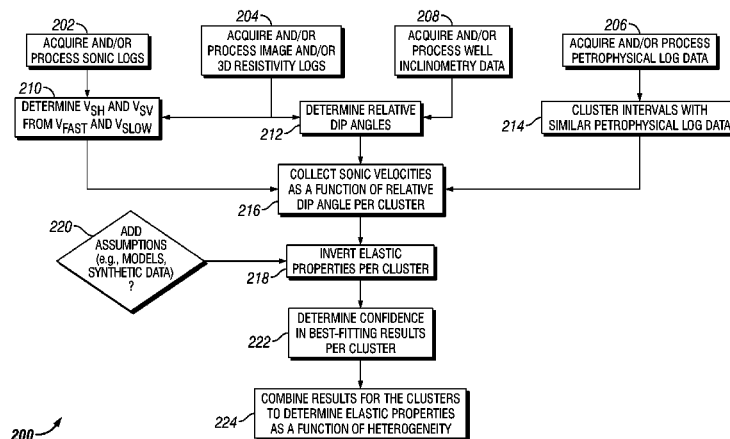 202
ACQUIRE AND/OR
PROCESS SONIC LOGS
204
ACQUIRE AND/OR
PROCESS IMAGE AND/OR
3D RESISTIVITY LOGS
208
ACQUIRE AND/OR
PROCESS WELL
INCLINOMETRY DATA
206
ACQUIRE AND/OR PROCESS
PETROPHYSICAL LOG DATA
210
DETERMINE VSH AND VSV
FROM VFAST AND VSLOW
212
DETERMINE RELATIVE
DIP ANGLES
214
CLUSTER INTERVALS WITH
SIMILAR PETROPHYSICAL LOG DATA
216
COLLECT SONIC VELOCITIES
AS A FUNCTION OF RELATIVE
DIP ANGLE PER CLUSTER
220
ADD
ASSUMPTIONS
(e.g., MODELS,
SYNTHETIC DATA)
?
218
INVERT ELASTIC
PROPERTIES PER CLUSTER
222
DETERMINE CONFIDENCE
IN BEST-FITTING RESULTS
PER CLUSTER
224
COMBINE RESULTS FOR THE CLUSTERS
TO DETERMINE ELASTIC PROPERTIES
AS A FUNCTION OF HETEROGENEITY
200